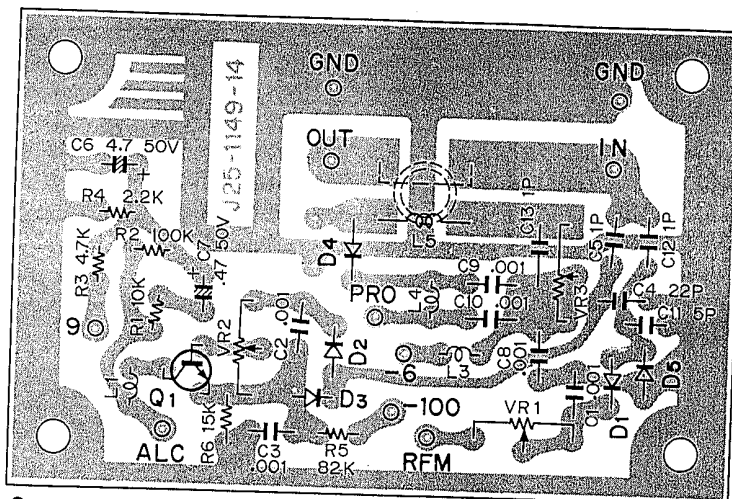 GND
GND
J25-1149-14
C6 4.7 50V
+
OUT
IN
R4 2.2K
1P
C13
C5 1P
C12 1P
R2 100K
C7
.47 50V
+
L5
R3 4.7K
D4
C9 .001
R1 10K
PRO
L4
C10 .001
VR3
C4 .22P
C11 5P
9
VR2
C2 .001
D2
-6
L3
C8
.001
D5
L1
Q1
D3
-100
VR1
C1 .001
D1
ALC
R6 15K
C3
.001
R5
82K
RFM